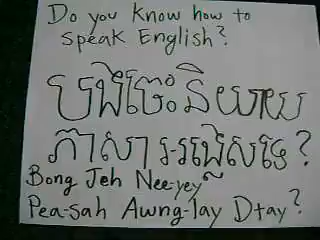 Do you know how to
speak English?
បងចេះនិយាយ
ភាសាអង់គ្លេសទេ?
Bong Jeh Nee-yey
Pea-sah Awng-lay Dtay?